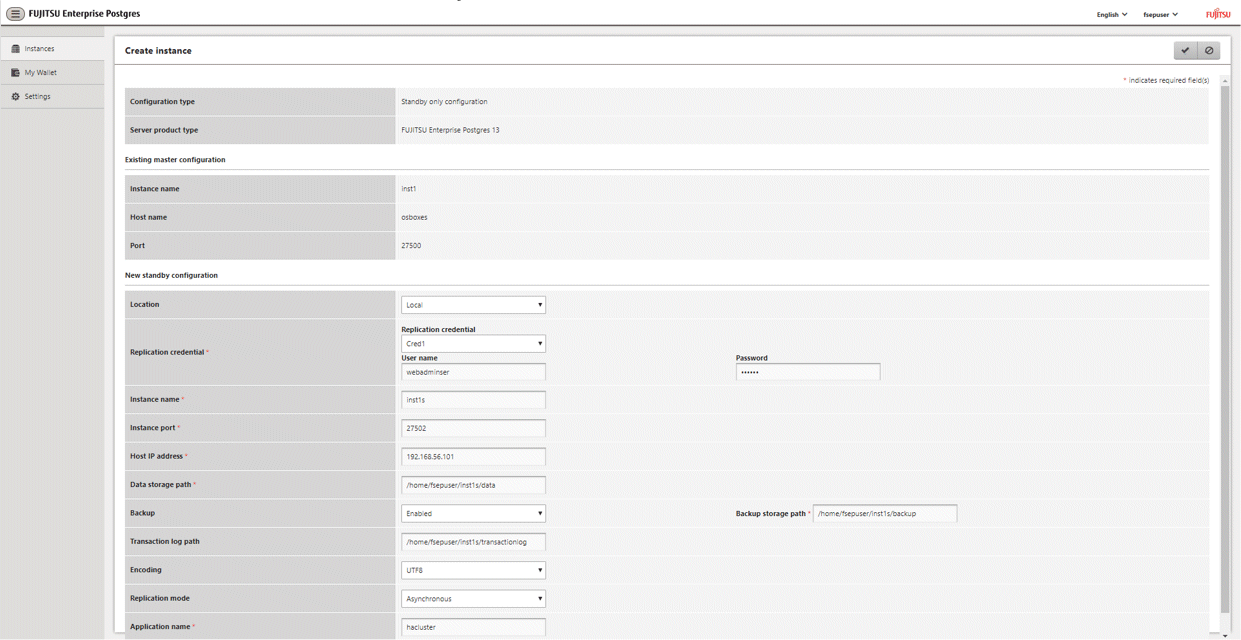 FUJITSU Enterprise Postgres
English
fsepuser
FUJITSU
Instances
My Wallet
Settings
Create instance
* indicates required field(s)
Configuration type
Standby only configuration
Server product type
FUJITSU Enterprise Postgres 13
Existing master configuration
Instance name
inst1
Host name
osboxes
Port
27500
New standby configuration
Location
Local
Replication credential *
Replication credential
Cred1
User name
Password
webadminser
••••••
Instance name *
inst1s
Instance port *
27502
Host IP address *
192.168.56.101
Data storage path *
/home/fsepuser/inst1s/data
Backup
Enabled
Backup storage path *
/home/fsepuser/inst1s/backup
Transaction log path
/home/fsepuser/inst1s/transactionlog
Encoding
UTF8
Replication mode
Asynchronous
Application name *
hacluster